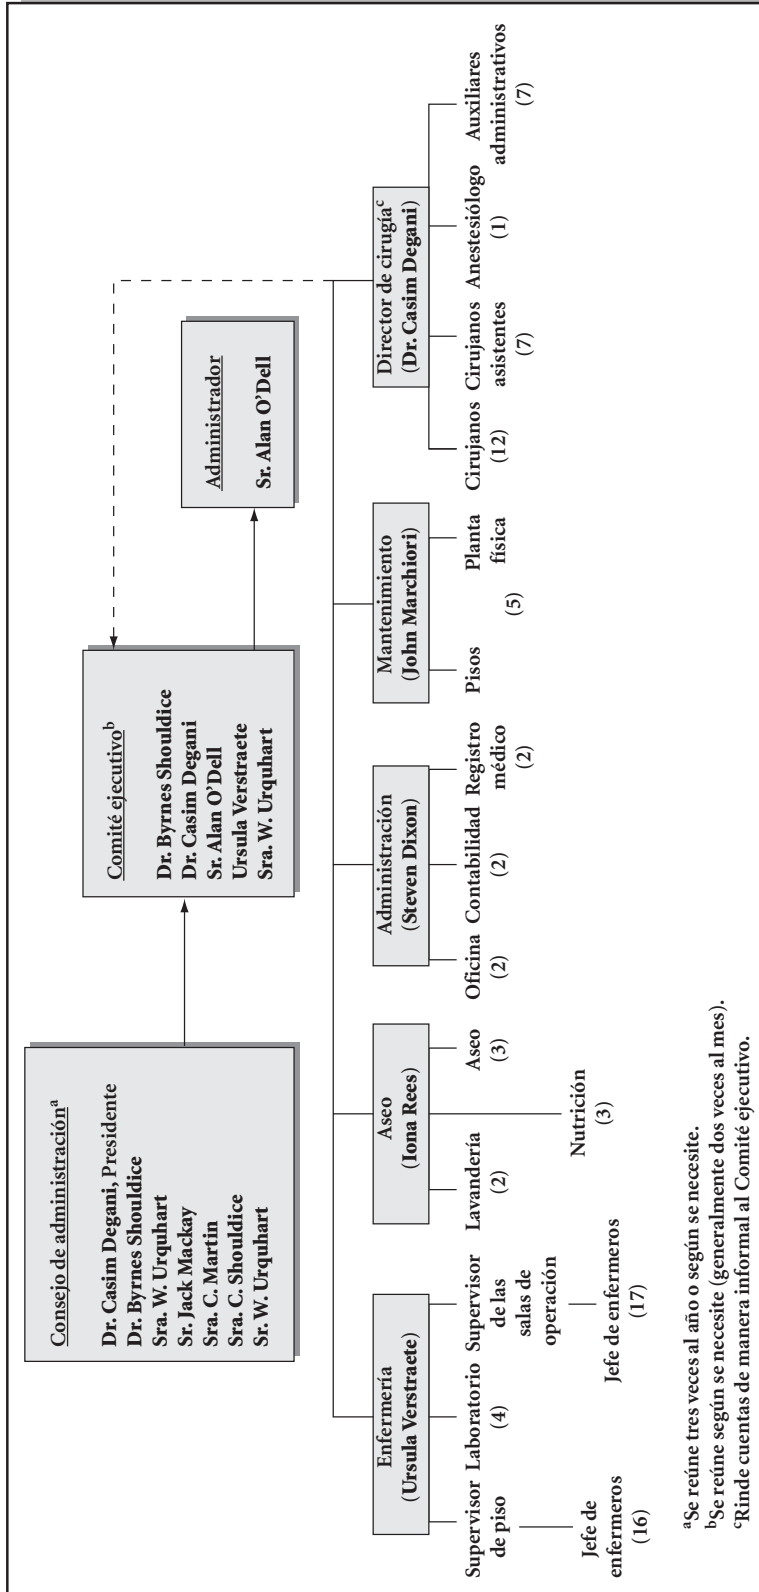 Consejo de administraciónᵃ
Dr. Casim Degani, Presidente
Dr. Byrnes Shouldice
Sra. W. Urquhart
Sr. Jack Mackay
Sra. C. Martin
Sra. C. Shouldice
Sr. W. Urquhart
Comité ejecutivoᵇ
Dr. Byrnes Shouldice
Dr. Casim Degani
Sr. Alan O’Dell
Ursula Verstraete
Sra. W. Urquhart
Administrador
Sr. Alan O’Dell
Enfermería
(Ursula Verstraete)
Supervisor
de piso
Jefe de
enfermeros
(16)
Laboratorio
(4)
Supervisor
de las
salas de
operación
Jefe de enfermeros
(17)
Aseo
(Iona Rees)
Lavandería
(2)
Nutrición
(3)
Aseo
(3)
Administración
(Steven Dixon)
Oficina
(2)
Contabilidad
(2)
Registro
médico
(2)
Mantenimiento
(John Marchiori)
Pisos
(5)
Planta
física
Director de cirugíaᶜ
(Dr. Casim Degani)
Cirujanos
(12)
Cirujanos
asistentes
(7)
Anestesiólogo
(1)
Auxiliares
administrativos
(7)
ᵃSe reúne tres veces al año o según se necesite.
ᵇSe reúne según se necesite (generalmente dos veces al mes).
ᶜRinde cuentas de manera informal al Comité ejecutivo.